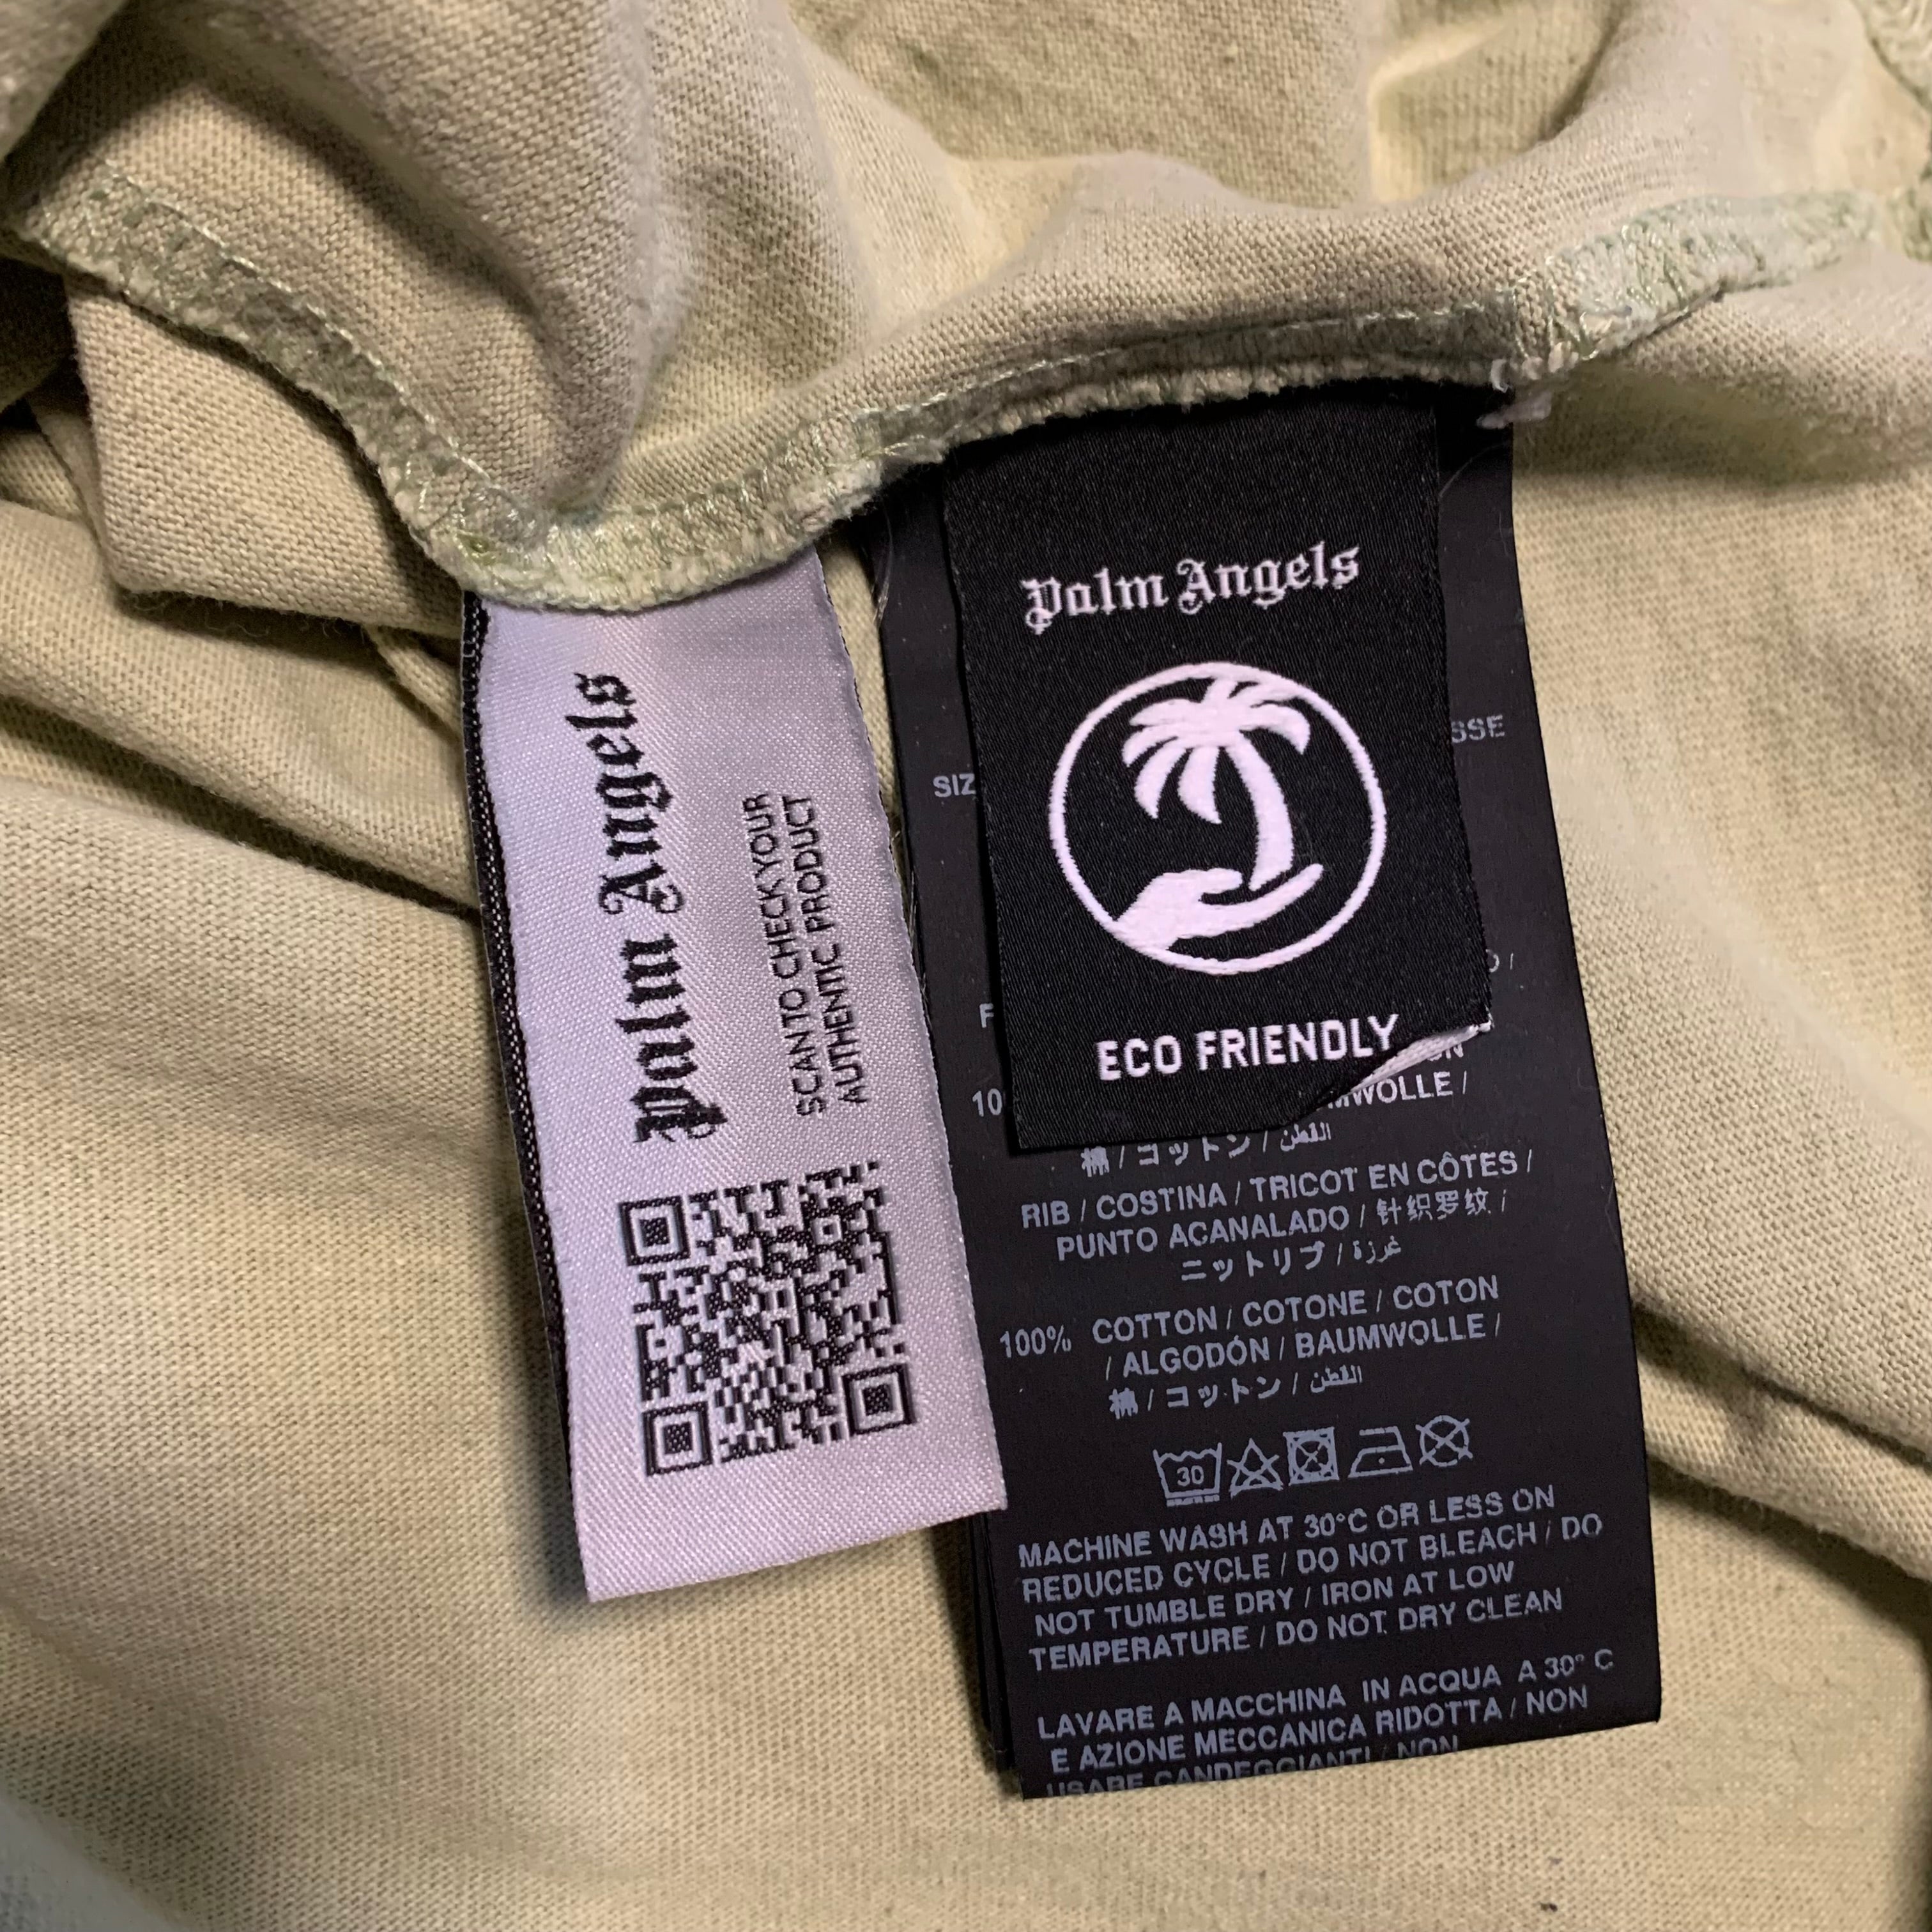 Palm Angels
SCAN TO CHECK YOUR
AUTHENTIC PRODUCT
Palm Angels
ECO FRIENDLY
棉 / コットン / القطن
RIB / COSTINA / TRICOT EN CÔTES /
PUNTO ACANALADO / 针织罗纹 /
ニットリブ / غرزة
100% COTTON / COTONE / COTON
/ ALGODÓN / BAUMWOLLE /
棉 / コットン / القطن
30
MACHINE WASH AT 30°C OR LESS ON
REDUCED CYCLE / DO NOT BLEACH / DO
NOT TUMBLE DRY / IRON AT LOW
TEMPERATURE / DO NOT DRY CLEAN
LAVARE A MACCHINA IN ACQUA A 30° C
E AZIONE MECCANICA RIDOTTA / NON
USARE CANDEGGIANTI / NON